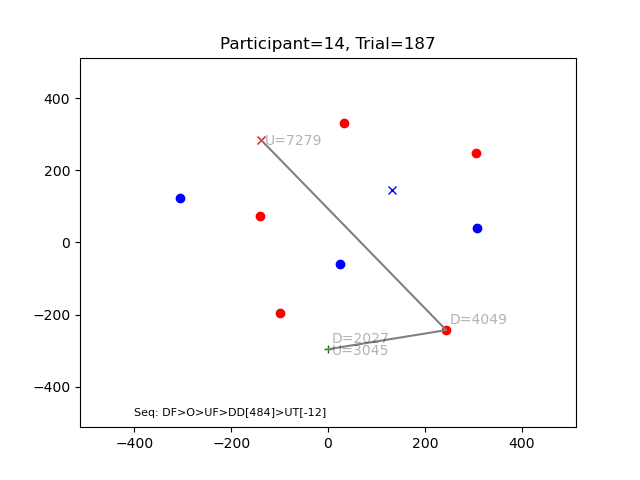 Participant=14, Trial=187
400
200
0
−200
−400
U=7279
D=4049
D=2027
U=3045
Seq: DF>O>UF>DD[484]>UT[-12]
−400 −200 0 200 400